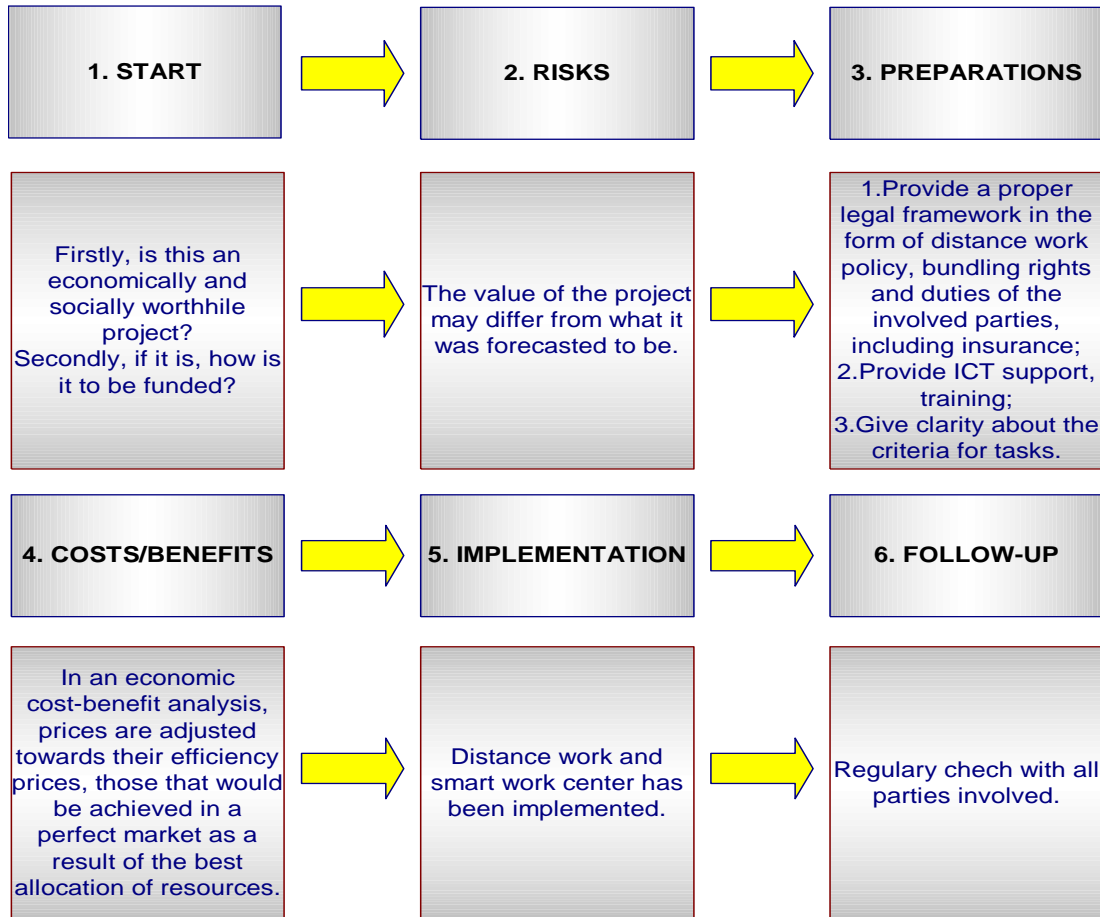 1. START
2. RISKS
3. PREPARATIONS
Firstly, is this an
economically and
socially worthhile
project?
Secondly, if it is, how is
it to be funded?
The value of the project
may differ from what it
was forecasted to be.
1.Provide a proper
legal framework in the
form of distance work
policy, bundling rights
and duties of the
involved parties,
including insurance;
2.Provide ICT support,
training;
3.Give clarity about the
criteria for tasks.
4. COSTS/BENEFITS
5. IMPLEMENTATION
6. FOLLOW-UP
In an economic
cost-benefit analysis,
prices are adjusted
towards their efficiency
prices, those that would
be achieved in a
perfect market as a
result of the best
allocation of resources.
Distance work and
smart work center has
been implemented.
Regulary chech with all
parties involved.